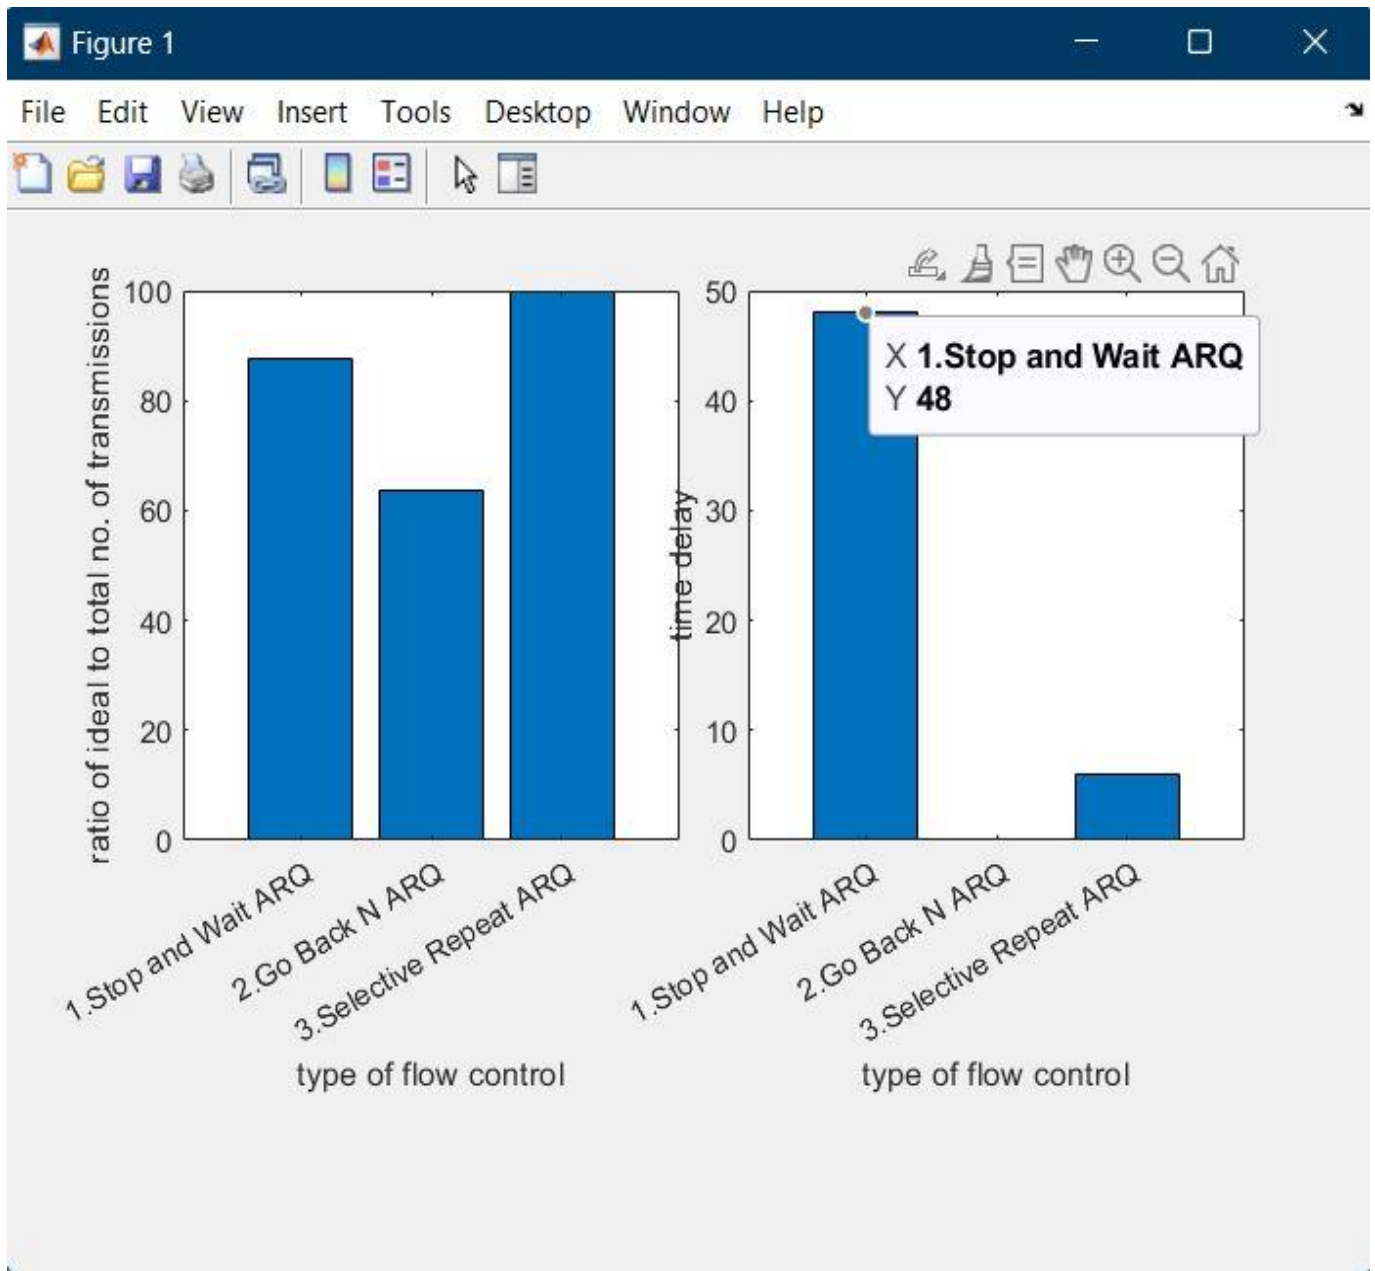 Figure 1
File Edit View Insert Tools Desktop Window Help
ratio of ideal to total no. of transmissions
100
80
60
40
20
0
1.Stop and Wait ARQ
2.Go Back N ARQ
3.Selective Repeat ARQ
type of flow control
time delay
50
40
30
20
10
0
X 1.Stop and Wait ARQ
Y 48
1.Stop and Wait ARQ
2.Go Back N ARQ
3.Selective Repeat ARQ
type of flow control